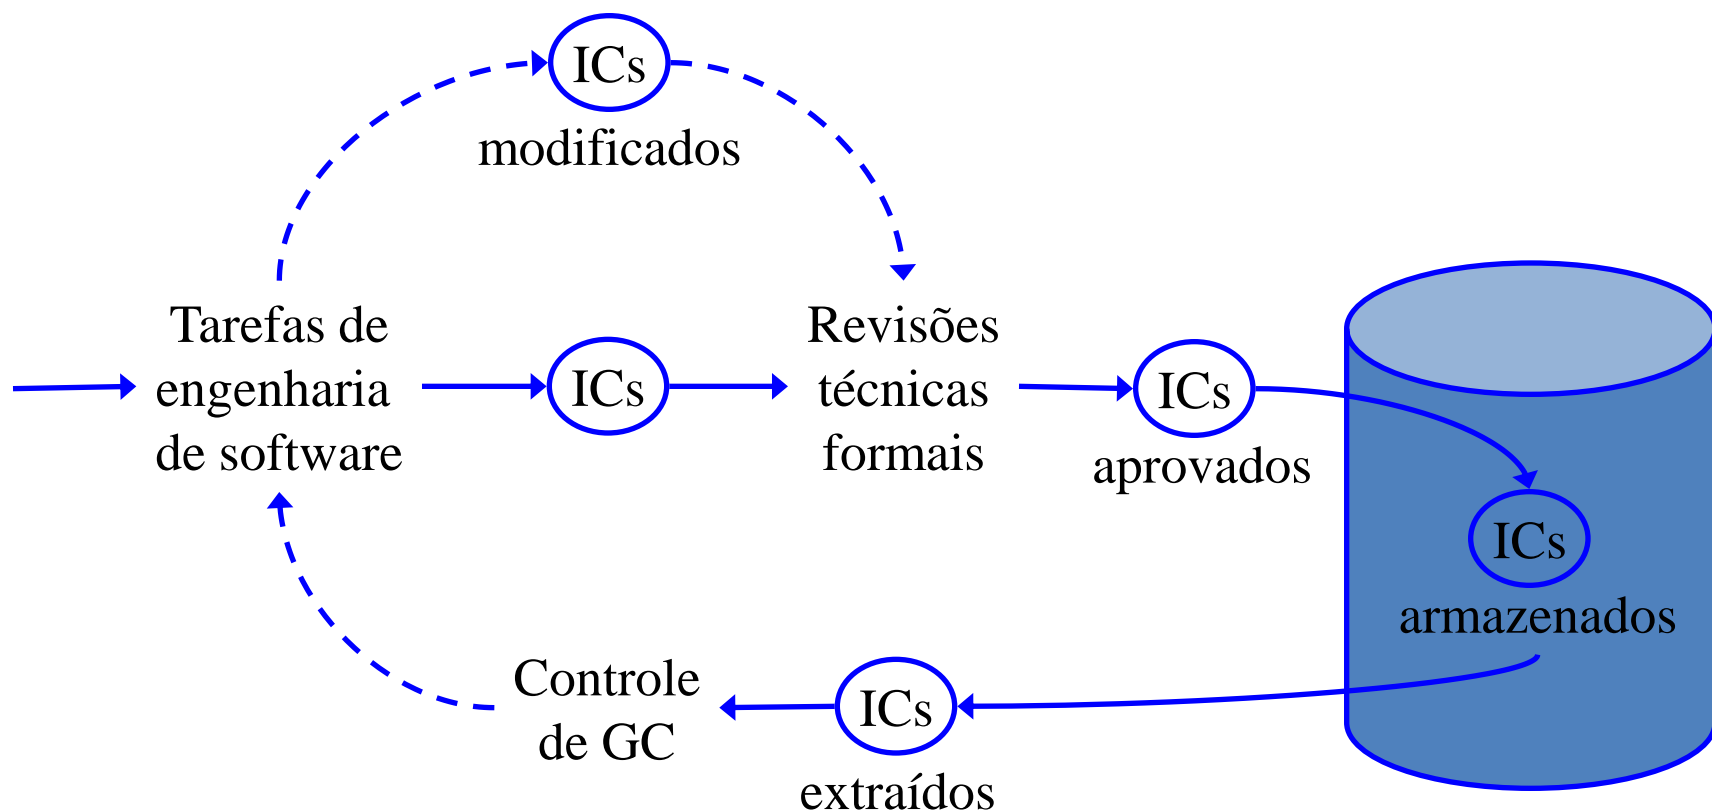 ICs
modificados
Tarefas de
engenharia
de software
ICs
Revisões
técnicas
formais
ICs
aprovados
ICs
armazenados
Controle
de GC
ICs
extraídos